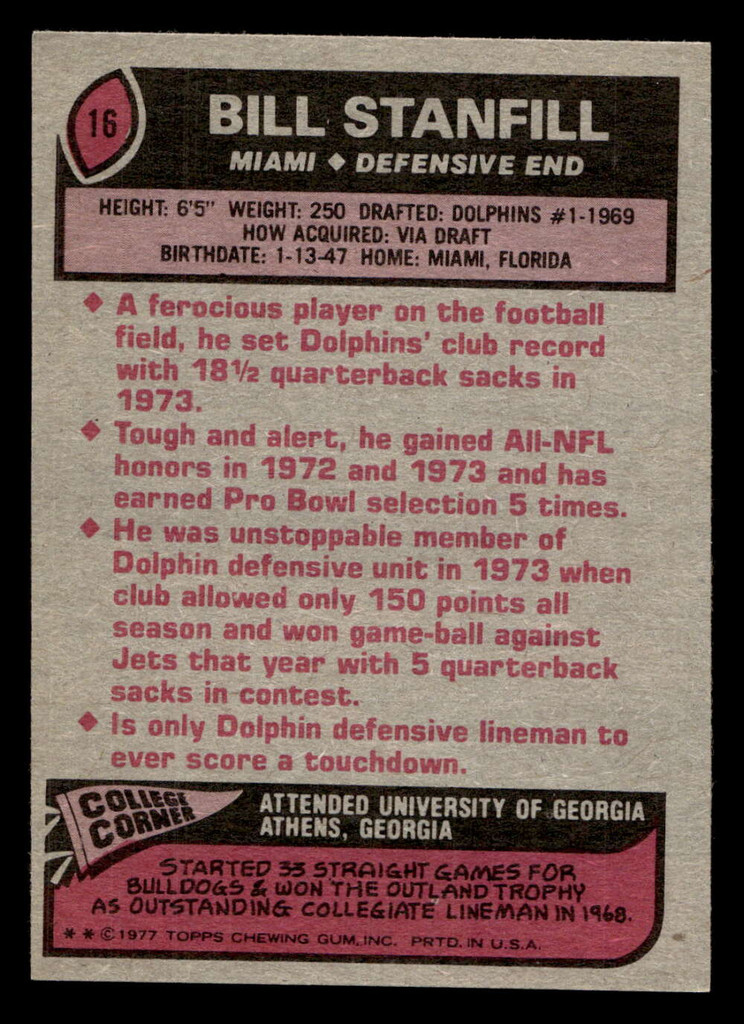 16
BILL STANFILL
MIAMI ◆ DEFENSIVE END
HEIGHT: 6'5" WEIGHT: 250 DRAFTED: DOLPHINS #1-1969
HOW ACQUIRED: VIA DRAFT
BIRTHDATE: 1-13-47 HOME: MIAMI, FLORIDA
◆ A ferocious player on the football
field, he set Dolphins' club record
with 18½ quarterback sacks in
1973.
◆ Tough and alert, he gained All-NFL
honors in 1972 and 1973 and has
earned Pro Bowl selection 5 times.
◆ He was unstoppable member of
Dolphin defensive unit in 1973 when
club allowed only 150 points all
season and won game-ball against
Jets that year with 5 quarterback
sacks in contest.
◆ Is only Dolphin defensive lineman to
ever score a touchdown.
COLLEGE
CORNER
ATTENDED UNIVERSITY OF GEORGIA
ATHENS, GEORGIA
STARTED 33 STRAIGHT GAMES FOR
BULLDOGS & WON THE OUTLAND TROPHY
AS OUTSTANDING COLLEGIATE LINEMAN IN 1968.
* * © 1977 TOPPS CHEWING GUM, INC. PRTD. IN U.S.A.